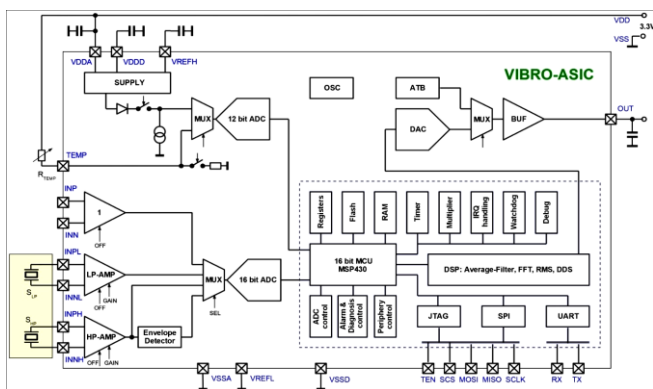 VDD
3.3V
VSS
VDDA
VDDD
VREFH
VIBRO-ASIC
SUPPLY
OSC
ATB
OUT
MUX
12 bit ADC
DAC
MUX
BUF
TEMP
R TEMP
INP
1
INN
OFF
Registers
Flash
RAM
Timer
Multiplier
IRQ
handling
Watchdog
Debug
INPL
LP-AMP
S LP
INNL
OFF
GAIN
MUX
16 bit ADC
SEL
16 bit MCU
MSP430
DSP: Average-Filter, FFT, RMS, DDS
INPH
HP-AMP
INNH
OFF
GAIN
Envelope
Detector
ADC
control
Alarm &
Diagnosis
control
Periphery
control
JTAG
SPI
UART
VSSA
VREFL
VSSD
TEN
SCS
MOSI
MISO
SCLK
RX
TX